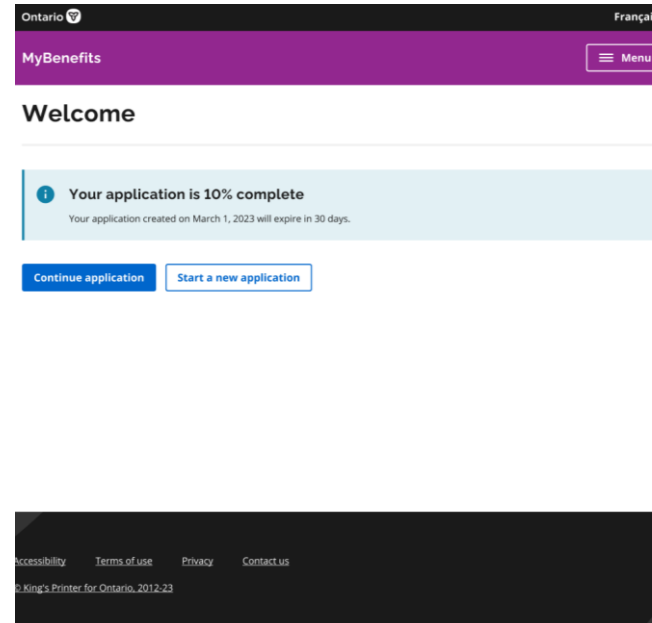 Ontario
Françai
MyBenefits
Menu
Welcome
Your application is 10% complete
Your application created on March 1, 2023 will expire in 30 days.
Continue application
Start a new application
Accessibility Terms of use Privacy Contact us
© King's Printer for Ontario, 2012-23